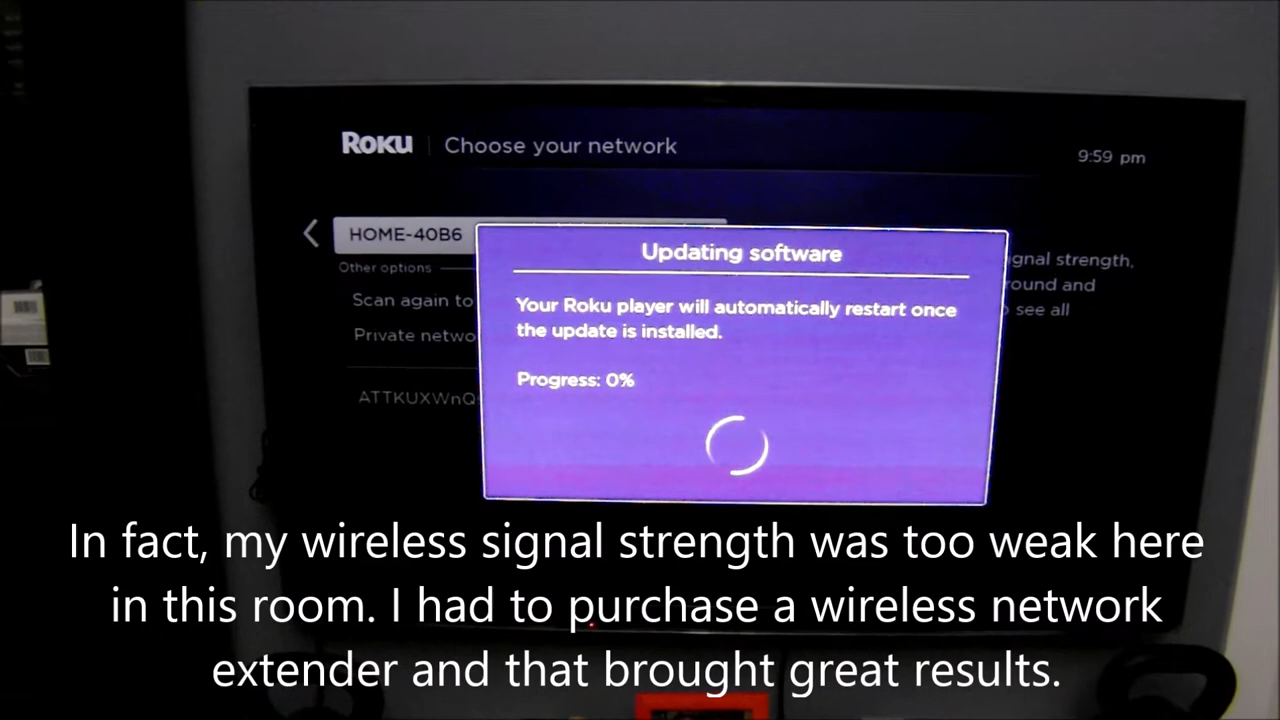 Roku | Choose your network
9:59 pm
HOME-40B6
Other options
Scan again to
Private netwo
ATTKUXWnQ
gnal strength,
ound and
see all
Updating software
Your Roku player will automatically restart once
the update is installed.
Progress: 0%
In fact, my wireless signal strength was too weak here
in this room. I had to purchase a wireless network
extender and that brought great results.